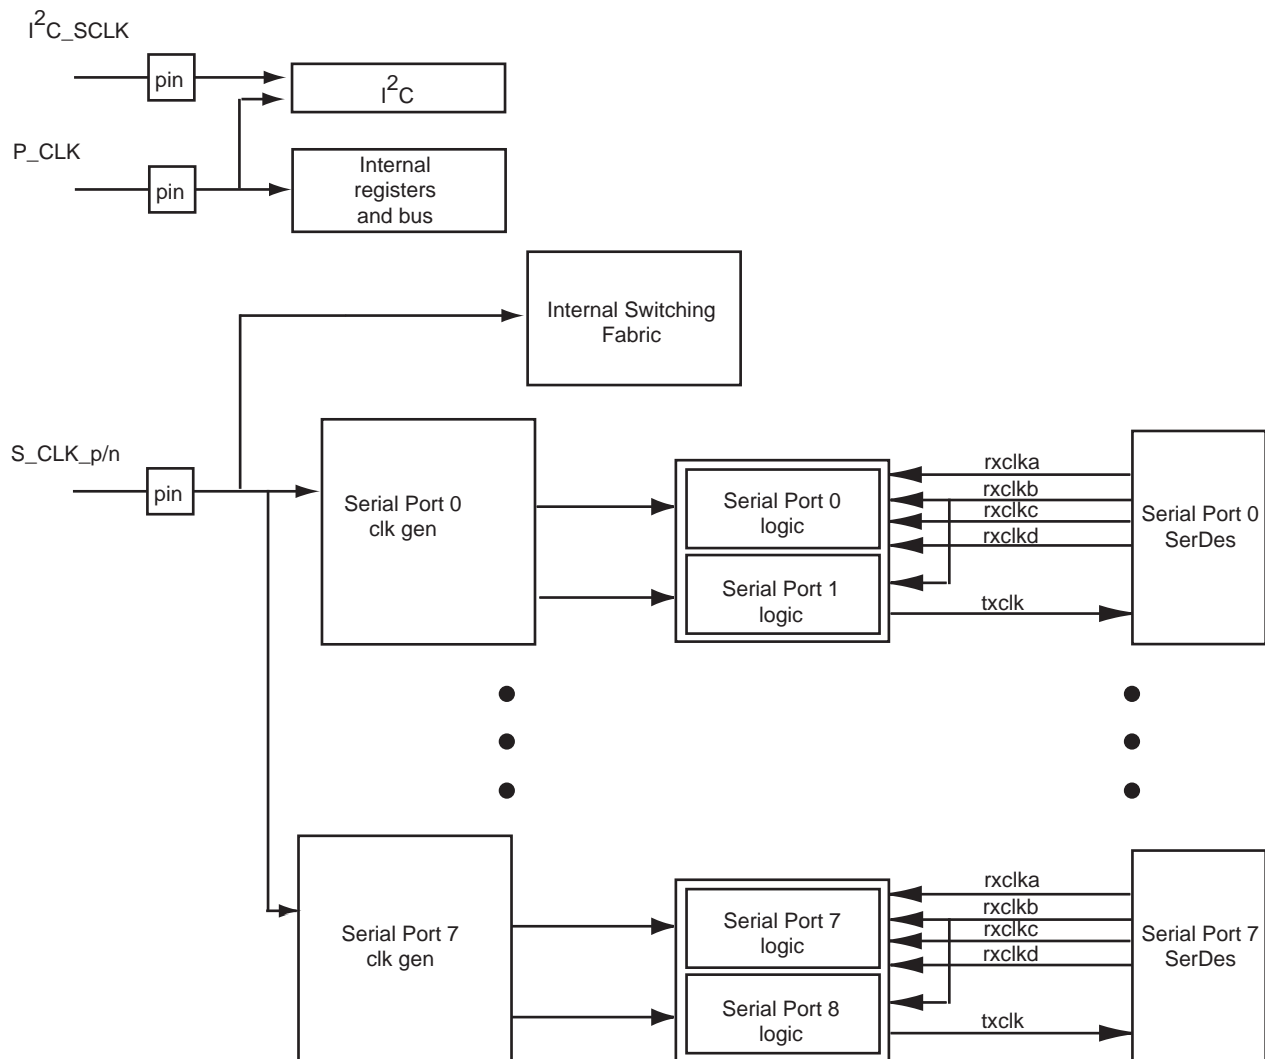 I²C_SCLK
pin
I²C
P_CLK
pin
Internal
registers
and bus
Internal Switching
Fabric
S_CLK_p/n
pin
Serial Port 0
clk gen
Serial Port 0
logic
Serial Port 1
logic
rxclka
rxclkb
rxclkc
rxclkd
txclk
Serial Port 0
SerDes
Serial Port 7
clk gen
Serial Port 7
logic
Serial Port 8
logic
rxclka
rxclkb
rxclkc
rxclkd
txclk
Serial Port 7
SerDes